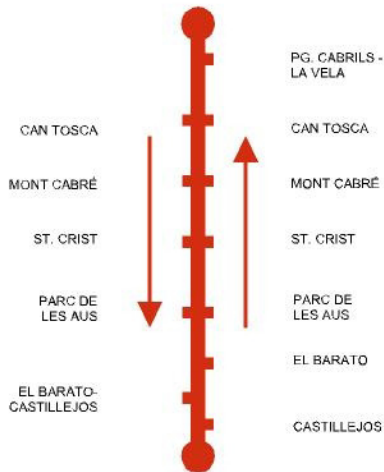 PG. CABRILS -
LA VELA
CAN TOSCA
CAN TOSCA
MONT CABRÉ
MONT CABRÉ
ST. CRIST
ST. CRIST
PARC DE
LES AUS
PARC DE
LES AUS
EL BARATO
EL BARATO-
CASTILLEJOS
CASTILLEJOS